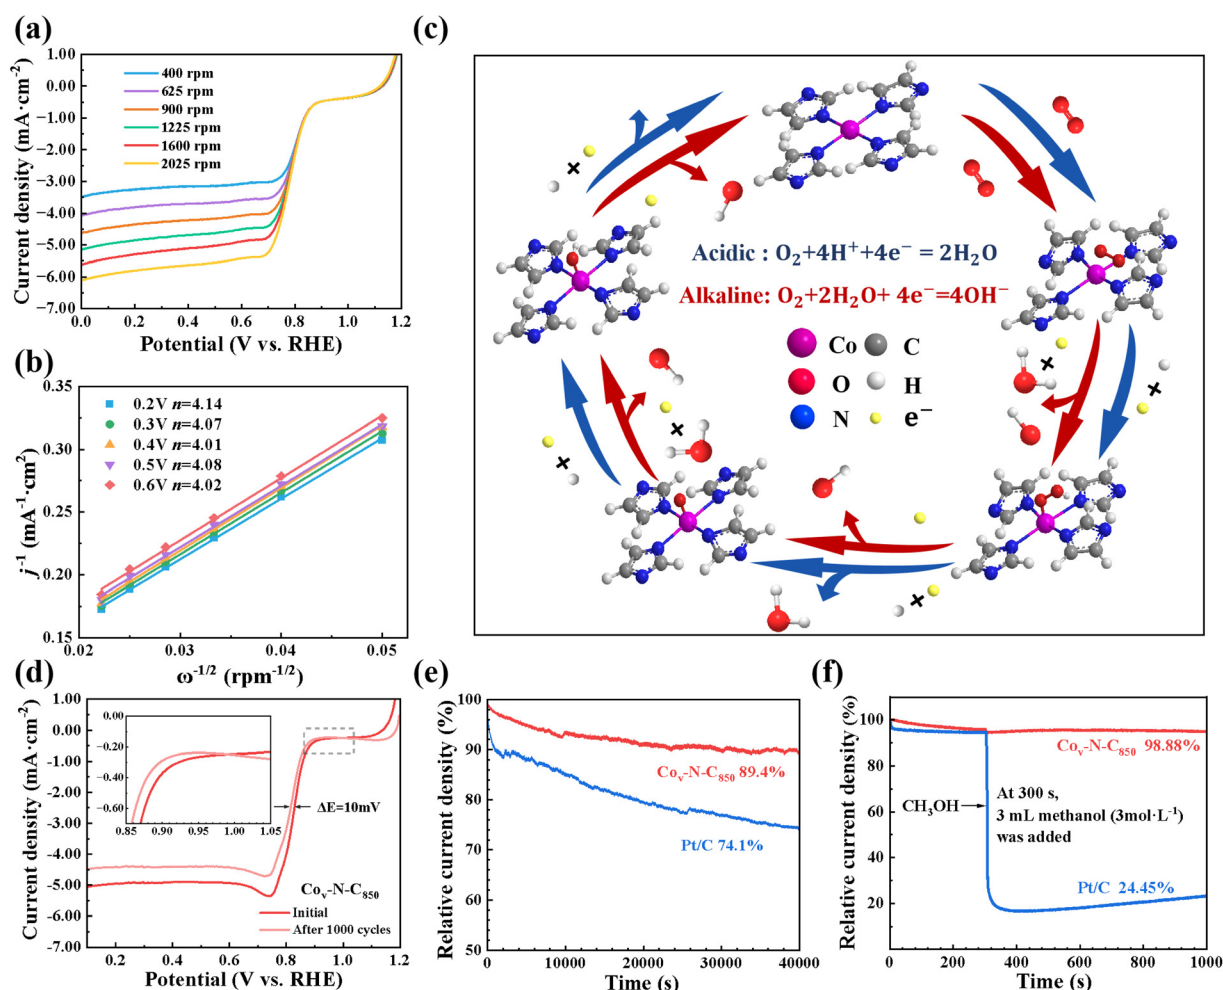 (a)
Current density (mA·cm⁻²)
1.00
0.00
−1.00
−2.00
−3.00
−4.00
−5.00
−6.00
−7.00
400 rpm
625 rpm
900 rpm
1225 rpm
1600 rpm
2025 rpm
0.0 0.2 0.4 0.6 0.8 1.0 1.2
Potential (V vs. RHE)
(b)
j⁻¹ (mA⁻¹·cm²)
0.35
0.30
0.25
0.20
0.15
0.2V n=4.14
0.3V n=4.07
0.4V n=4.01
0.5V n=4.08
0.6V n=4.02
0.02 0.03 0.04 0.05
ω⁻¹/² (rpm⁻¹/²)
(c)
+
Acidic : O₂+4H⁺+4e⁻ = 2H₂O
Alkaline: O₂+2H₂O+ 4e⁻=4OH⁻
Co C
O H
N e⁻
+
+
+
+
+
(d)
Current density (mA·cm⁻²)
1.00
0.00
−1.00
−2.00
−3.00
−4.00
−5.00
−6.00
−7.00
0.00
−0.20
−0.40
−0.60
0.85 0.90 0.95 1.00 1.05
ΔE=10mV
Coᵥ-N-C₈₅₀
Initial
After 1000 cycles
0.2 0.4 0.6 0.8 1.0 1.2
Potential (V vs. RHE)
(e)
Relative current density (%)
100
90
80
70
60
50
Coᵥ-N-C₈₅₀ 89.4%
Pt/C 74.1%
0 10000 20000 30000 40000
Time (s)
(f)
Relative current density (%)
100
80
60
40
20
Coᵥ-N-C₈₅₀ 98.88%
CH₃OH
At 300 s,
3 mL methanol (3mol·L⁻¹)
was added
Pt/C 24.45%
0 200 400 600 800 1000
Time (s)